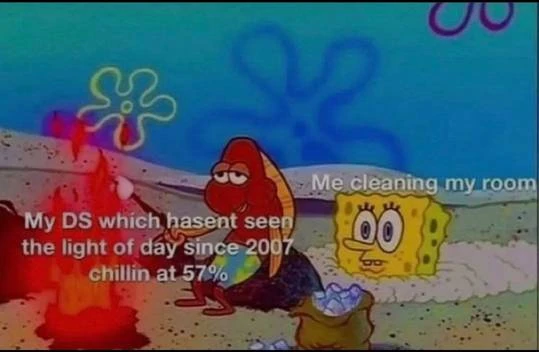 Me cleaning my room
My DS which hasent seen
the light of day since 2007
chillin at 57%